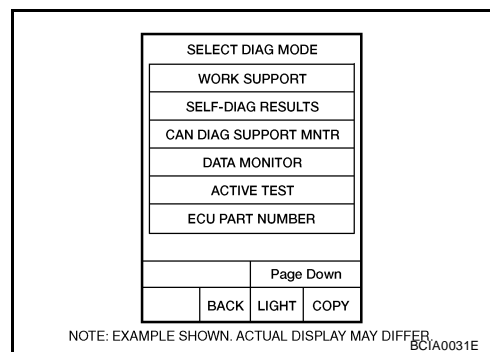 SELECT DIAG MODE
WORK SUPPORT
SELF-DIAG RESULTS
CAN DIAG SUPPORT MNTR
DATA MONITOR
ACTIVE TEST
ECU PART NUMBER
Page Down
BACK LIGHT COPY
NOTE: EXAMPLE SHOWN. ACTUAL DISPLAY MAY DIFFER.
BCIA0031E